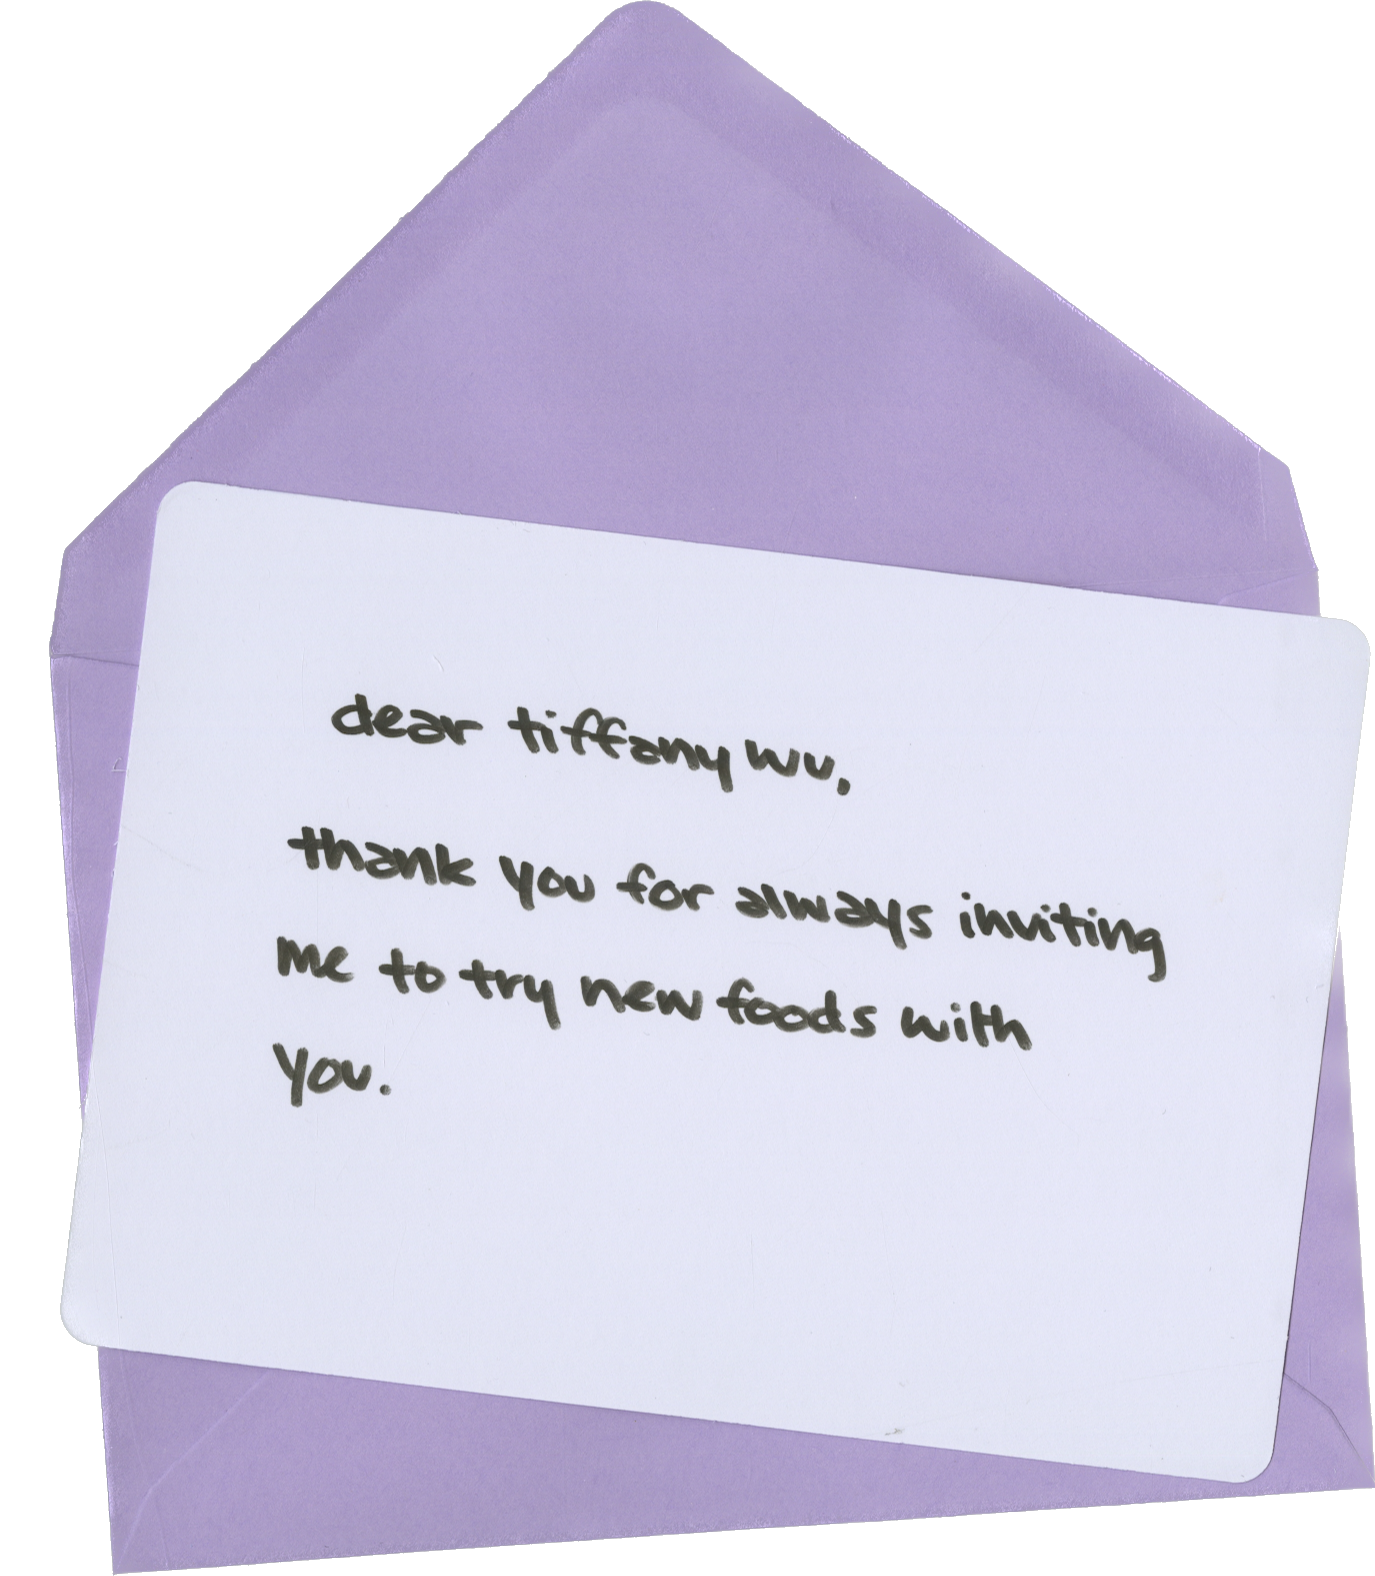 dear tiffany wu,
thank you for always inviting
me to try new foods with
you.